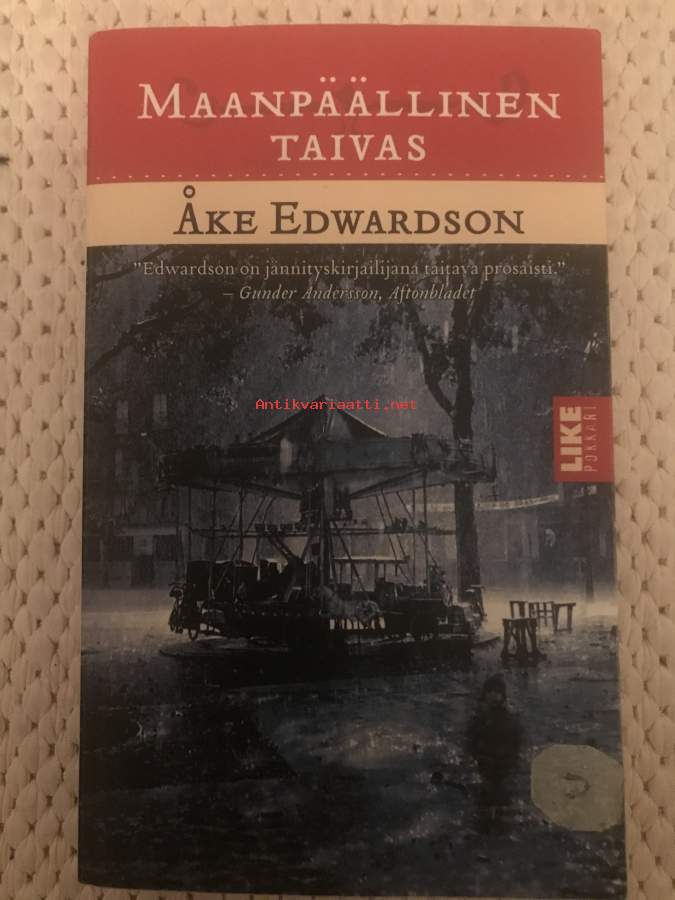 MAANPÄÄLLINEN
TAIVAS
ÅKE EDWARDSON
"Edwardson on jännityskirjailijana taitava prosaisti."
– Gunder Andersson, Aftonbladet
Antikvariaatti.net
LIKE
POKKARI